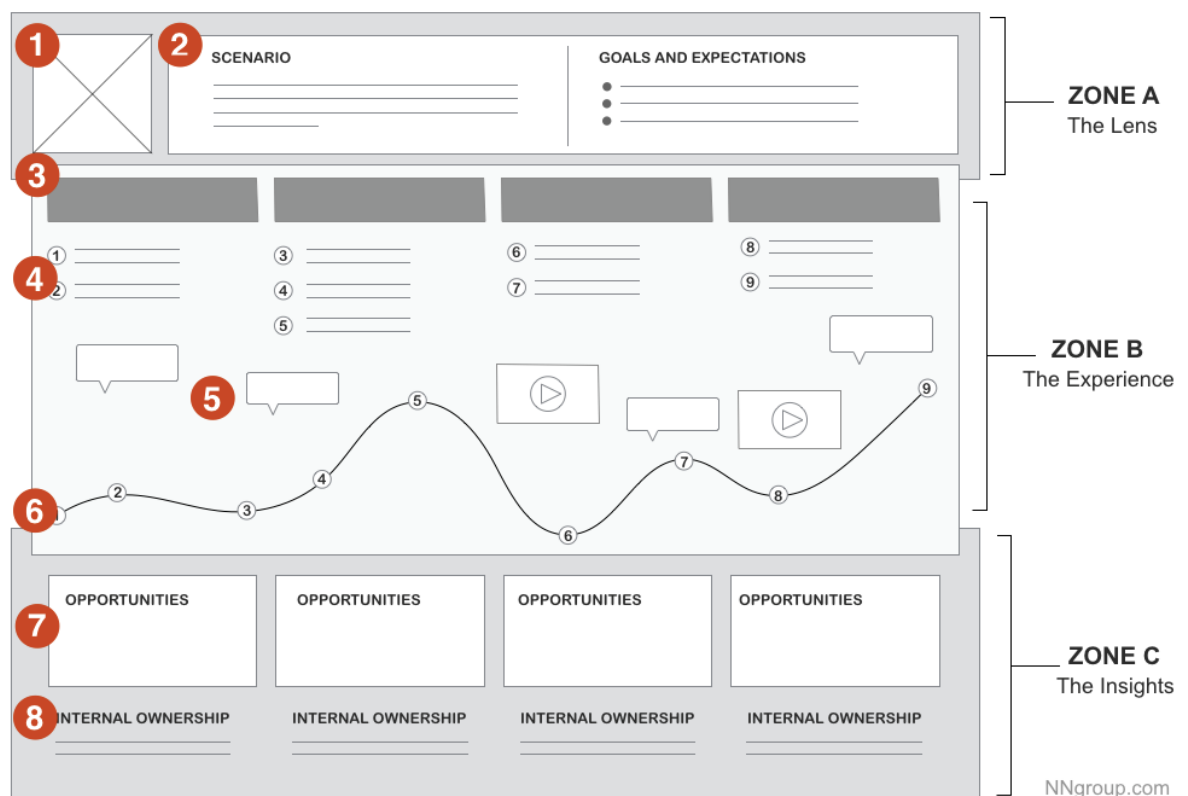 1
2
SCENARIO
GOALS AND EXPECTATIONS
ZONE A
The Lens
3
1
3
6
8
4
2
4
7
9
5
ZONE B
The Experience
5
9
5
7
4
2
8
6
3
6
OPPORTUNITIES
OPPORTUNITIES
OPPORTUNITIES
OPPORTUNITIES
7
ZONE C
The Insights
8
INTERNAL OWNERSHIP
INTERNAL OWNERSHIP
INTERNAL OWNERSHIP
INTERNAL OWNERSHIP
NNgroup.com